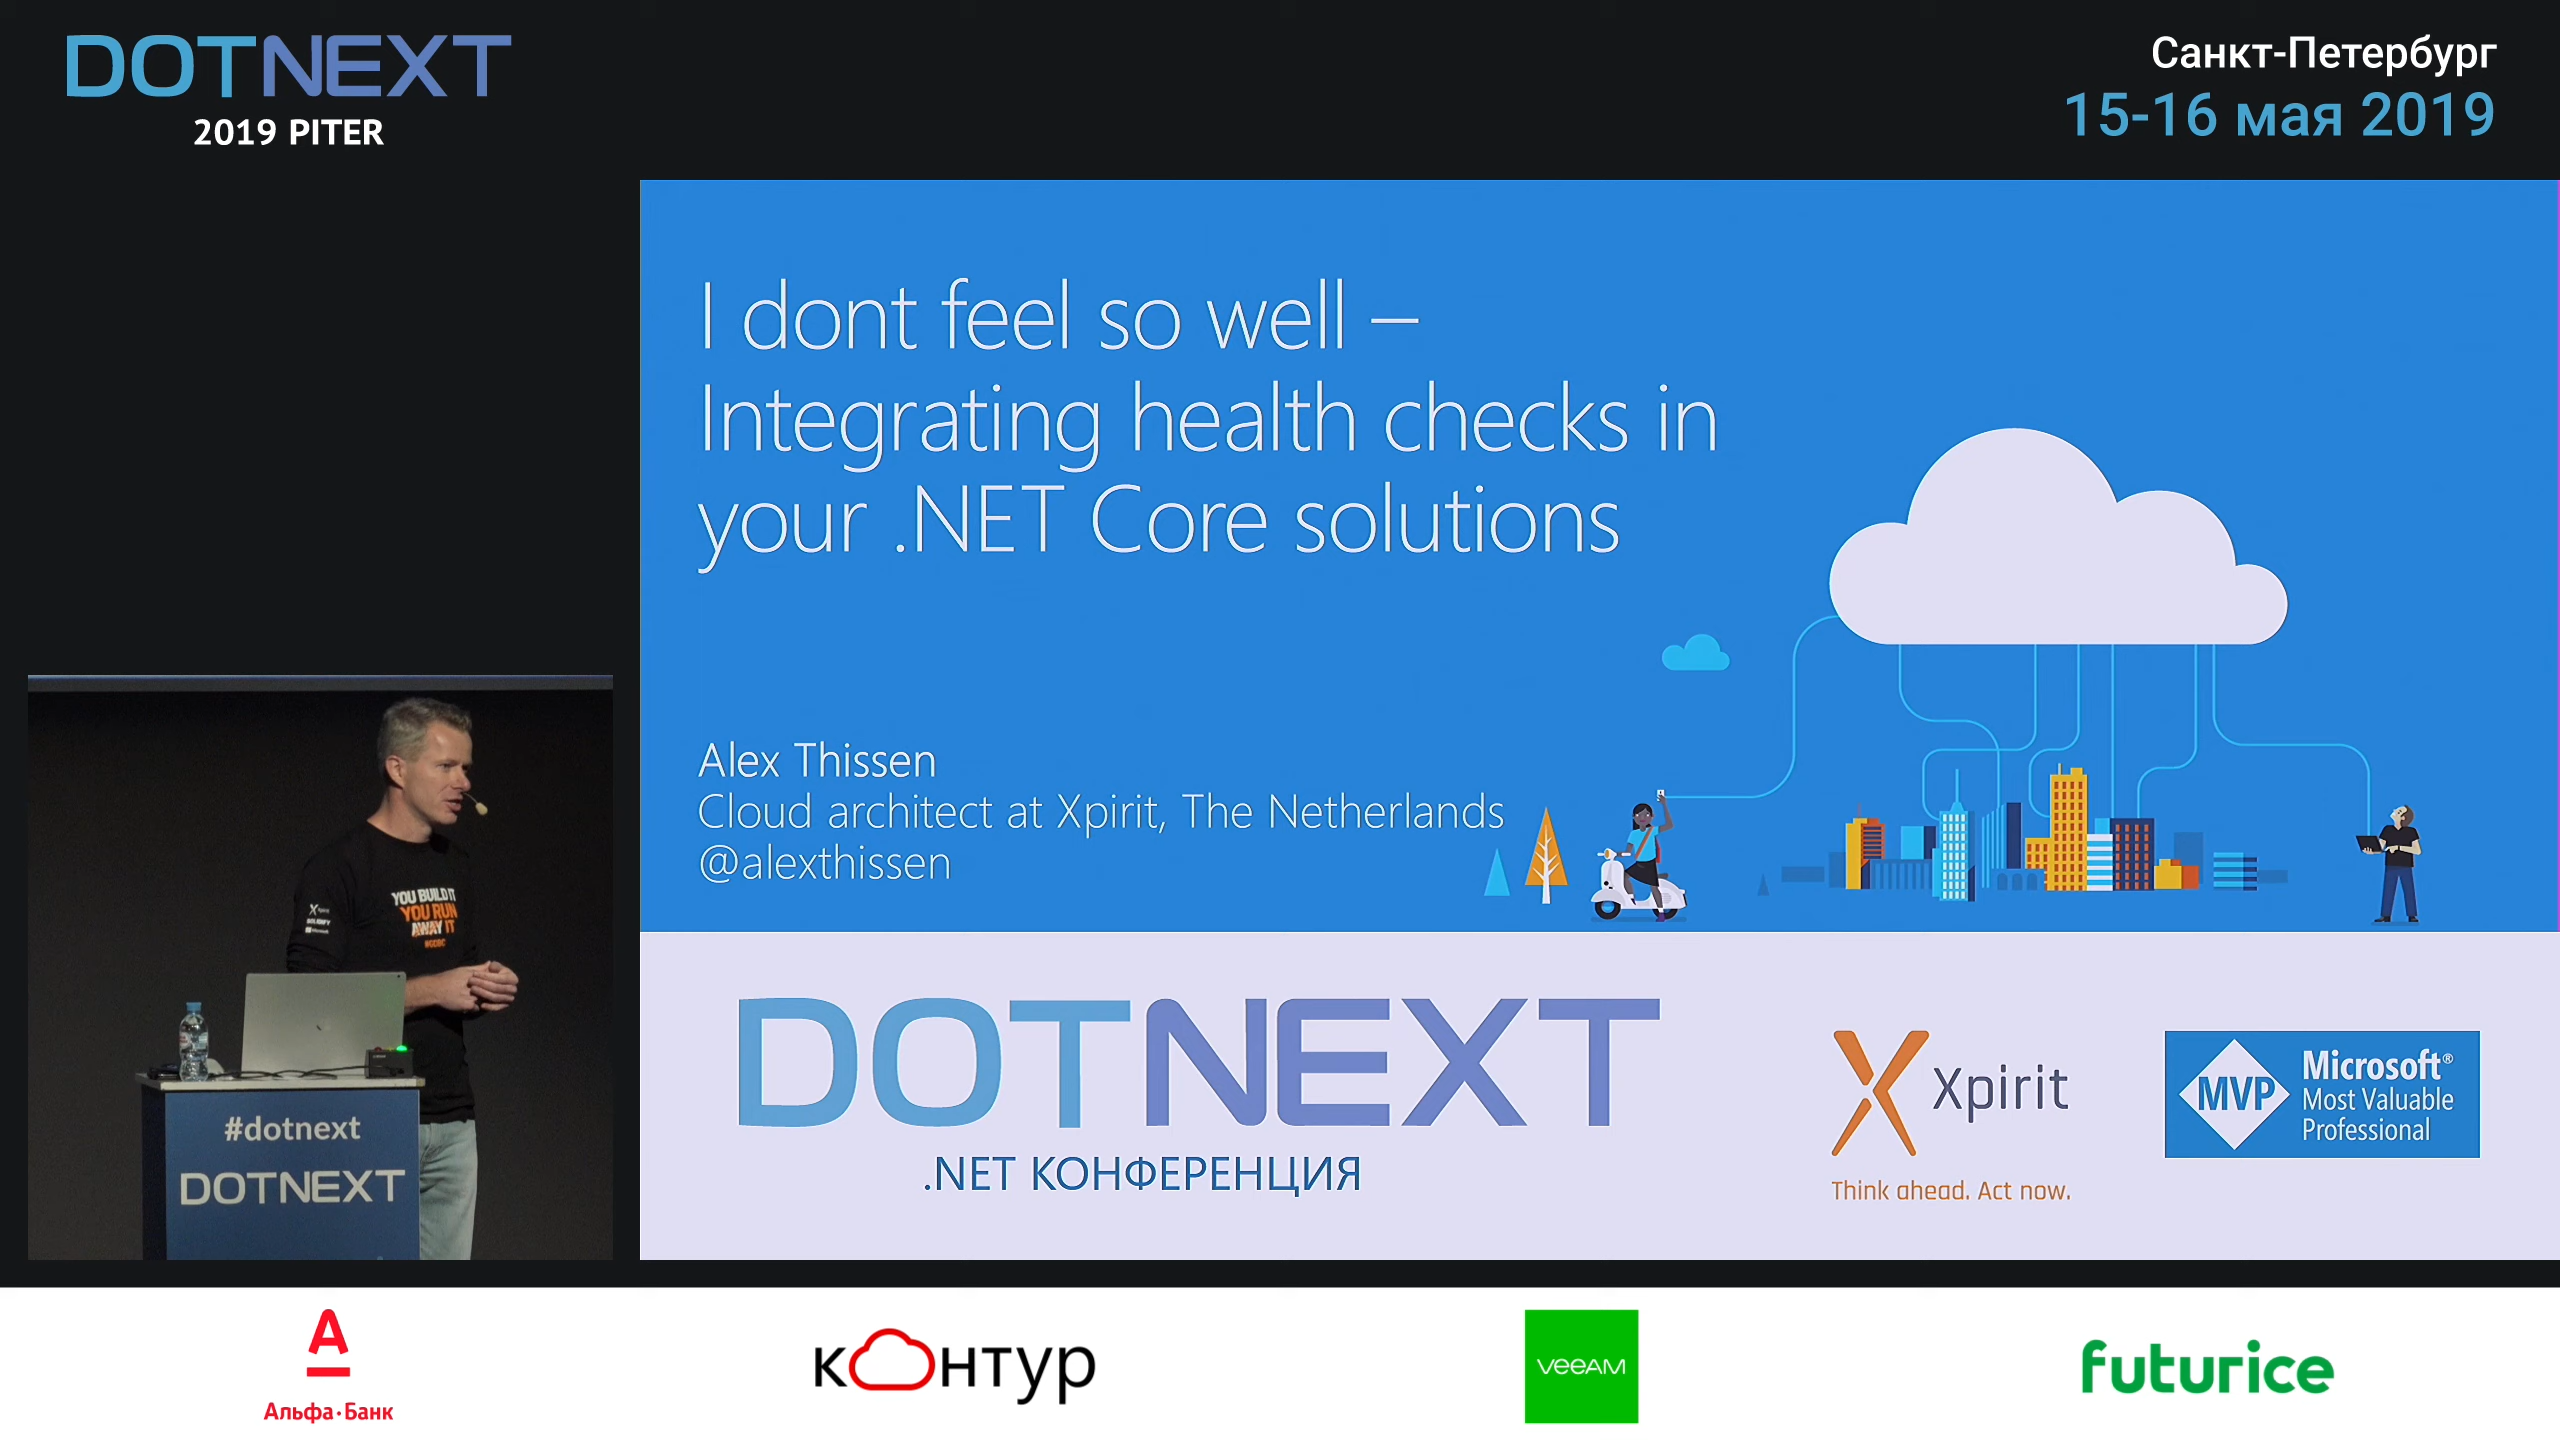 DOTNEXT
2019 PITER
Санкт-Петербург
15-16 мая 2019
I dont feel so well –
Integrating health checks in
your .NET Core solutions
Alex Thissen
Cloud architect at Xpirit, The Netherlands
@alexthissen
DOTNEXT
.NET КОНФЕРЕНЦИЯ
Xpirit
Think ahead. Act now.
MVP
Microsoft®
Most Valuable
Professional
YOU BUILD IT
YOU RUN
AWAY IT
Xpirit
#dotnext
DOTNEXT
А
Альфа·Банк
контур
veeAM
futurice